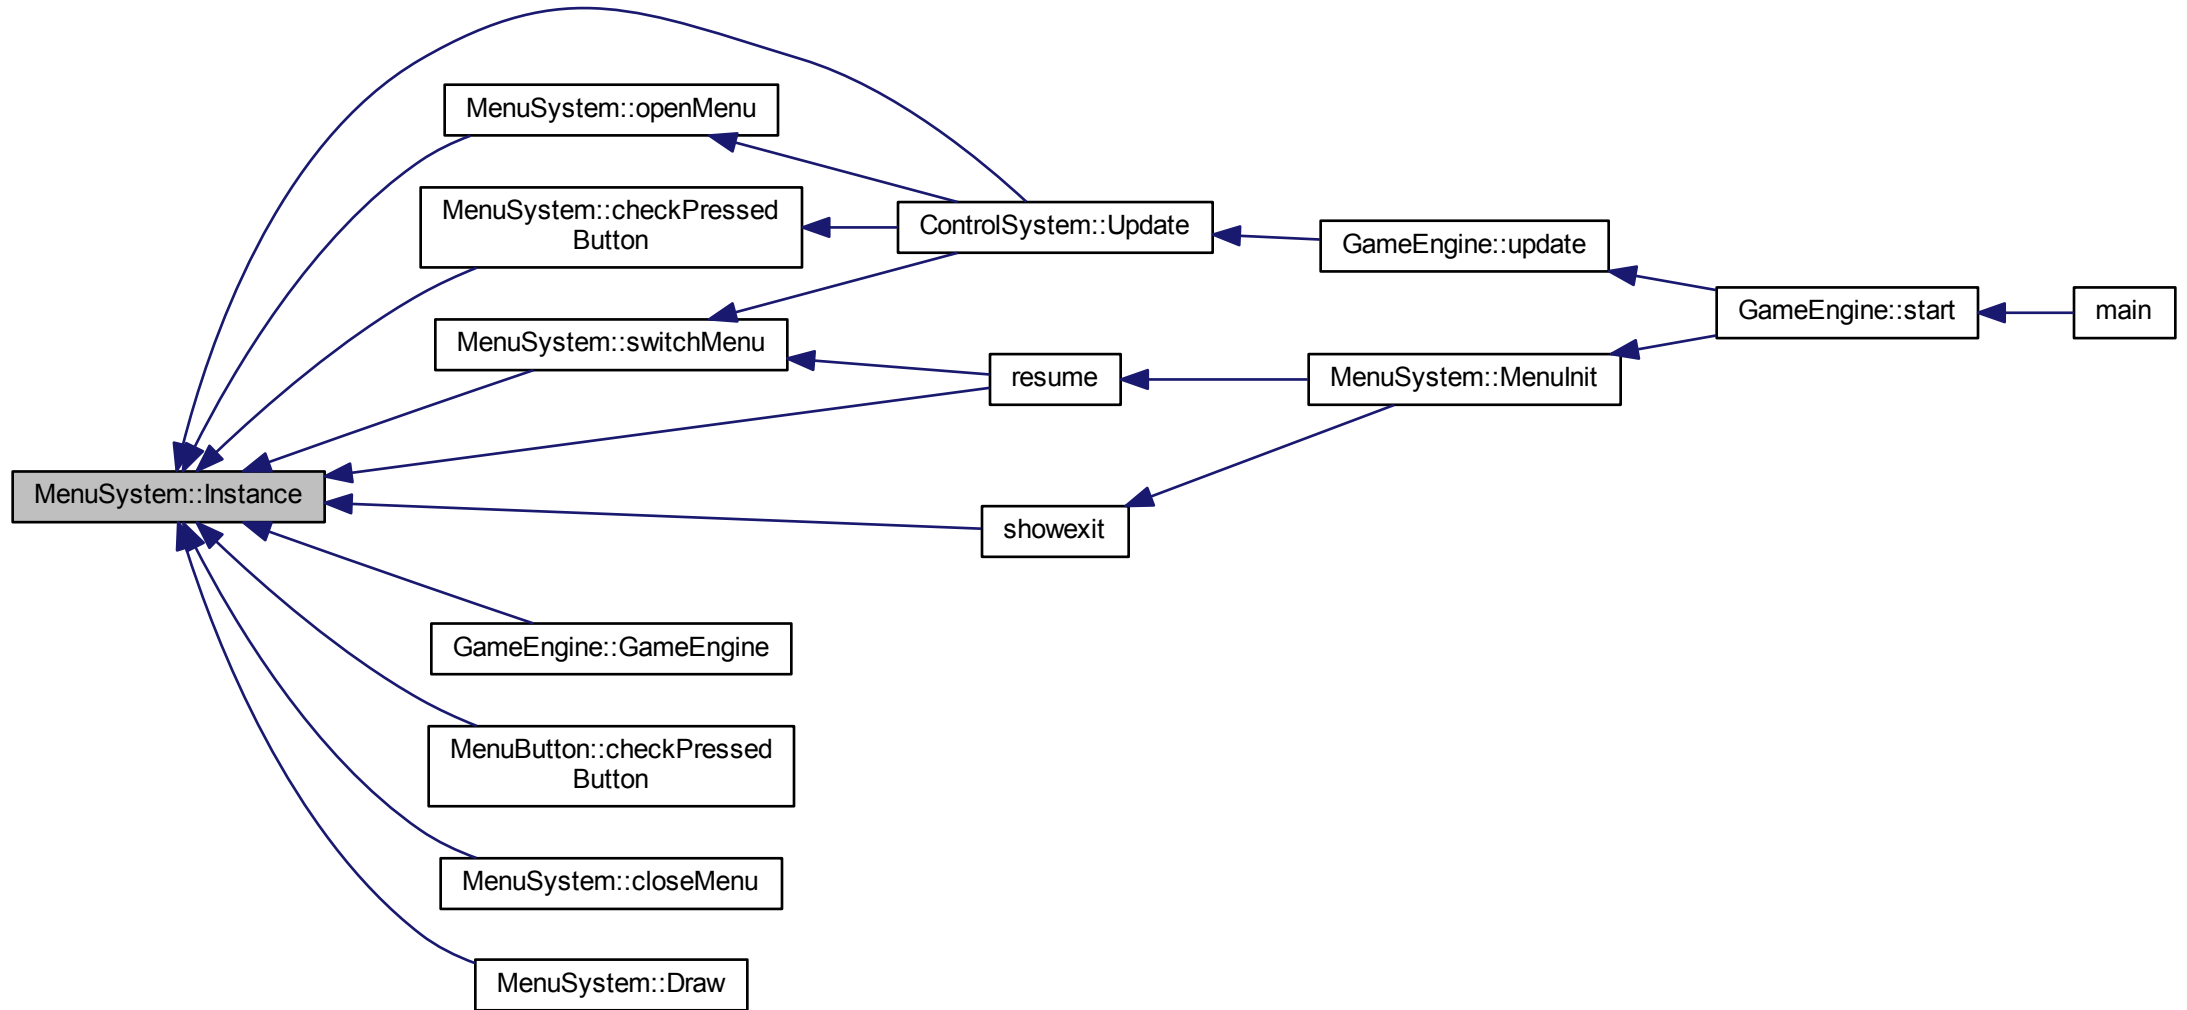 MenuSystem::openMenu
MenuSystem::checkPressed
Button
ControlSystem::Update
GameEngine::update
GameEngine::start
main
MenuSystem::switchMenu
resume
MenuSystem::MenuInit
MenuSystem::Instance
showexit
GameEngine::GameEngine
MenuButton::checkPressed
Button
MenuSystem::closeMenu
MenuSystem::Draw